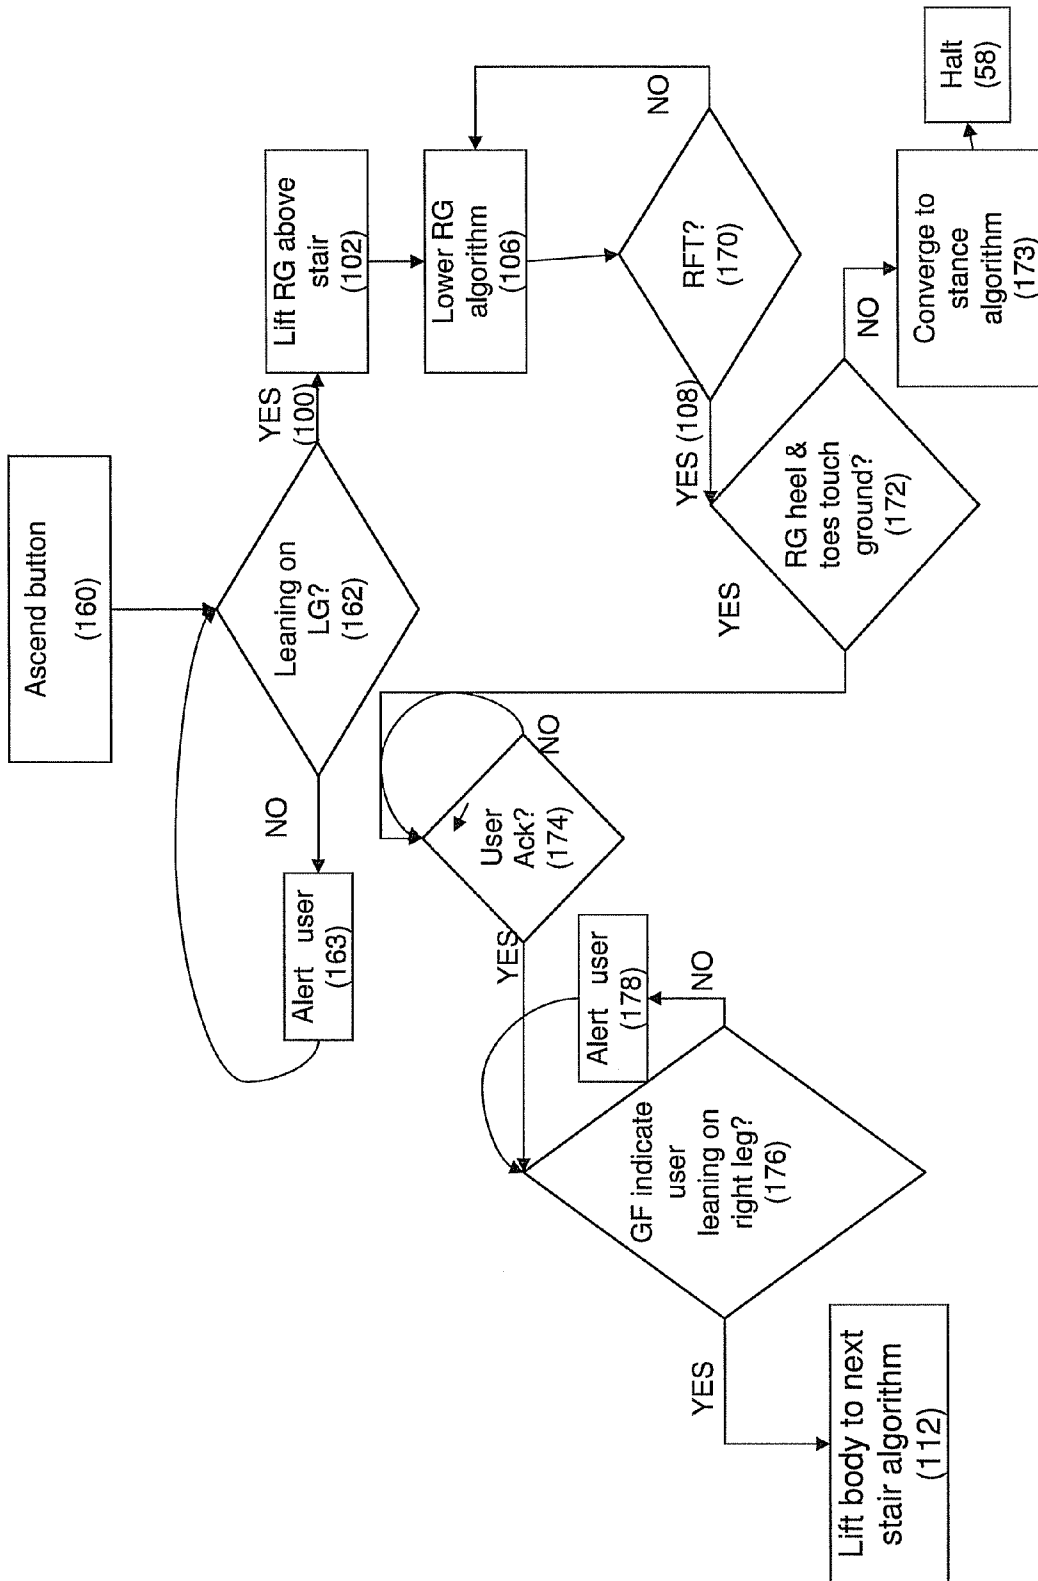 Ascend button
(160)
Leaning on
LG?
(162)
YES
(100)
NO
Lift RG above
stair
(102)
Alert user
(163)
Lower RG
algorithm
(106)
RFT?
(170)
NO
YES (108)
RG heel &
toes touch
ground?
(172)
YES
NO
Converge to
stance
algorithm
(173)
Halt
(58)
User
Ack?
(174)
NO
YES
GF indicate
user
leaning on
right leg?
(176)
NO
Alert user
(178)
YES
Lift body to next
stair algorithm
(112)